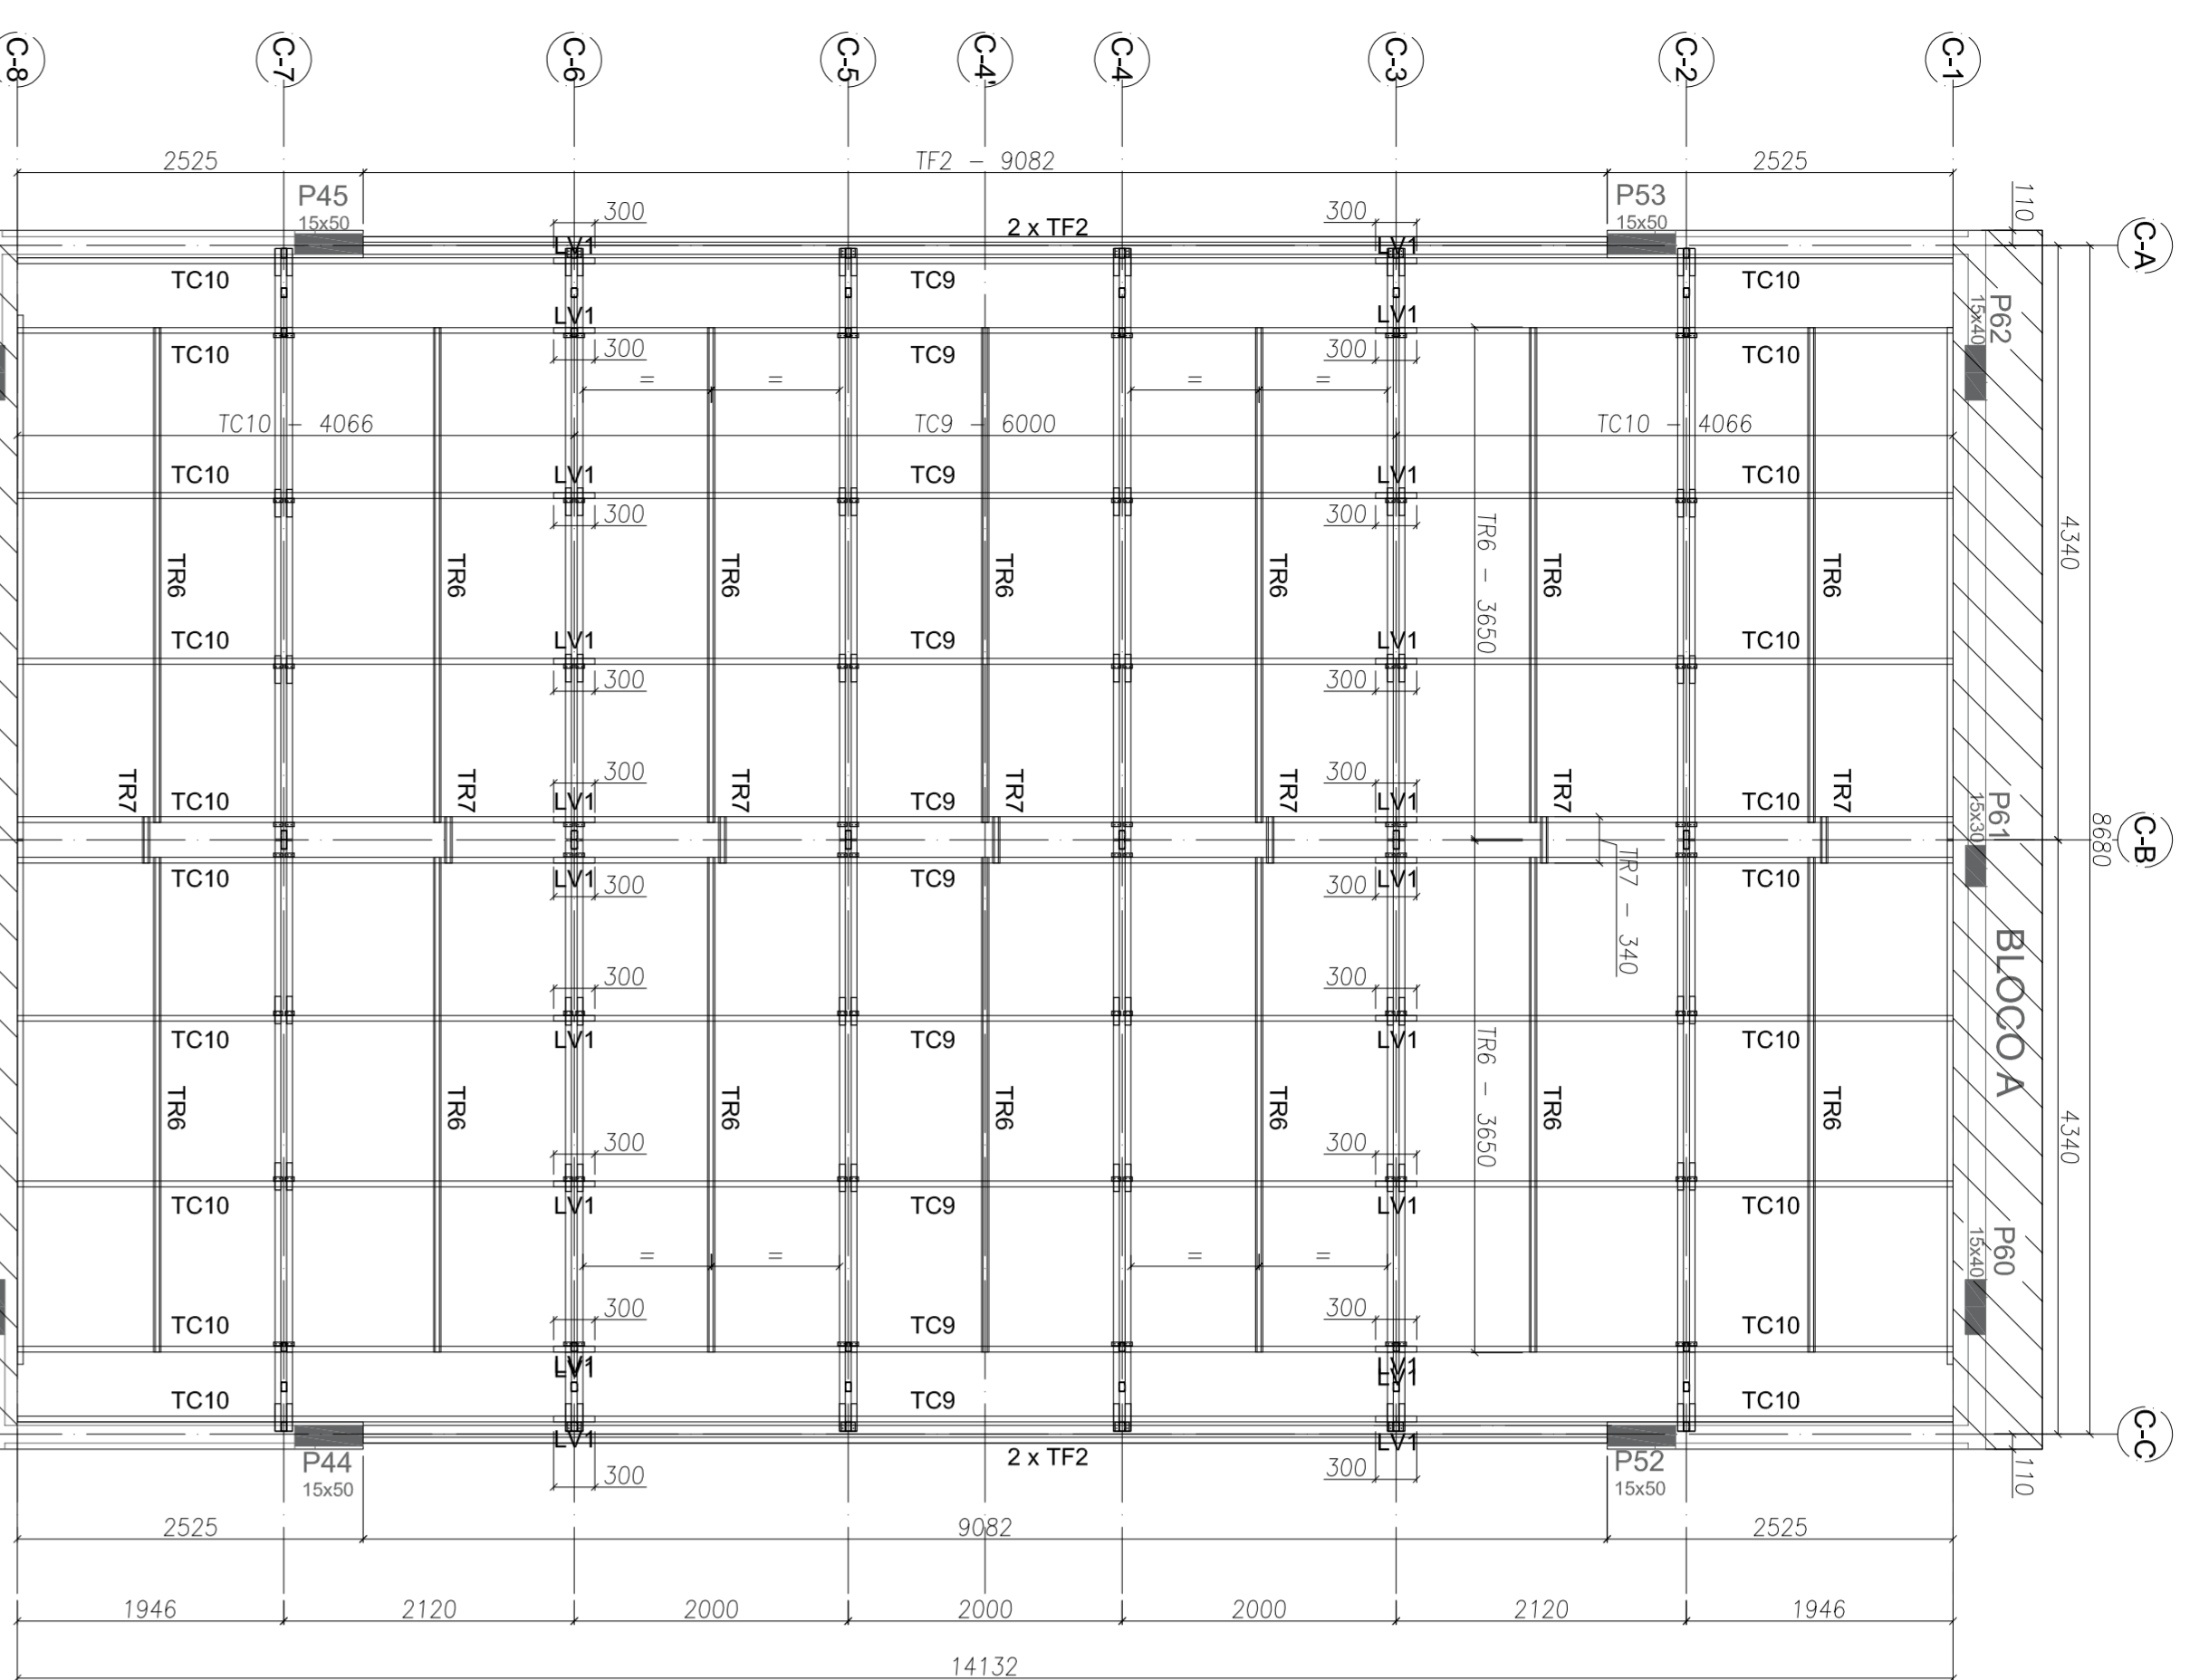 C-8
C-7
C-6
C-5
C-4'
C-4
C-3
C-2
C-1
2525
TF2 - 9082
2525
110
C-A
P45
15x50
300
2 x TF2
300
P53
15x50
LV1
LV1
TC10
TC9
TC10
P62
15x40
LV1
LV1
TC10
300
TC9
300
TC10
=
=
=
=
TC10 - 4066
TC9 - 6000
TC10 - 4066
TC10
LV1
TC9
LV1
TC10
300
300
4340
TR6
TR6
TR6
TR6
TR6
TR6 - 3650
TR6
TR6
TC10
LV1
TC9
LV1
TC10
300
300
TR7
300
TR7
TR7
300
TR7
TR7
TR7
P61
15x30
TC10
LV1
TC9
LV1
TC10
8680
C-B
TC10
LV1
300
TC9
LV1
300
TR7 - 340
TC10
BLOCO A
300
300
TC10
LV1
TC9
LV1
TC10
TR6
TR6
TR6
TR6
TR6
TR6 - 3650
TR6
TR6
4340
300
300
TC10
LV1
TC9
LV1
TC10
P60
15x40
=
=
=
=
300
300
TC10
TC9
TC10
LV1
LV1
LV1
TC10
TC9
TC10
C-C
LV1
LV1
P44
15x50
300
2 x TF2
300
P52
15x50
110
2525
9082
2525
1946
2120
2000
2000
2000
2120
1946
14132